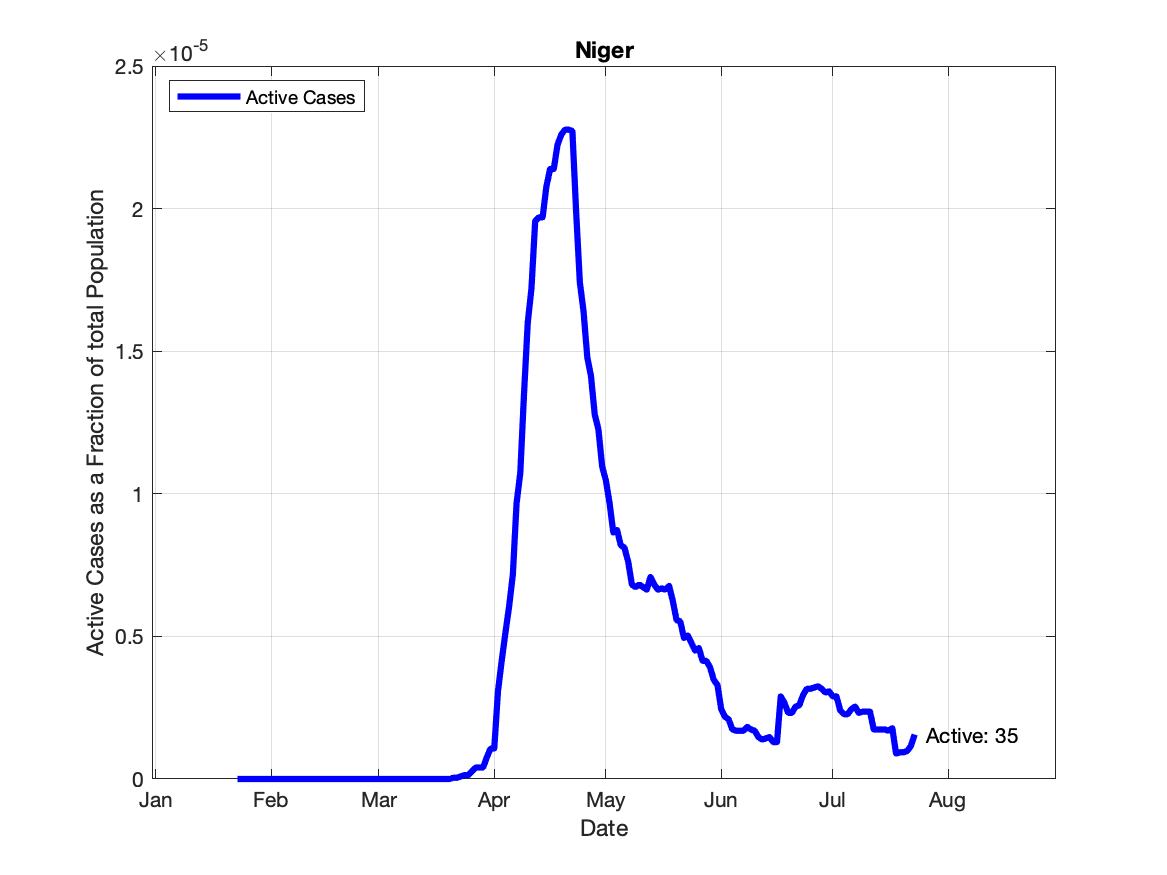 Niger
×10-5
2.5
2
1.5
1
0.5
0
Active Cases as a Fraction of total Population
Active Cases
Active: 35
Jan Feb Mar Apr May Jun Jul Aug
Date